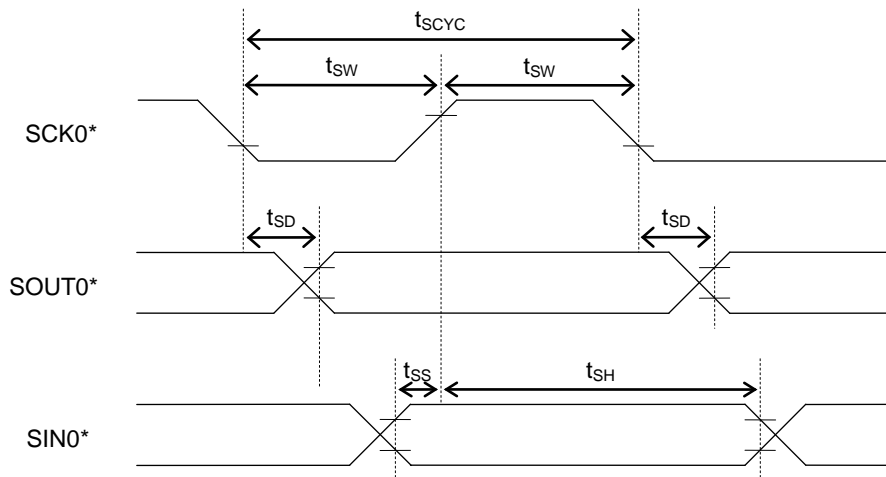 tSCYC
tSW tSW
SCK0*
tSD tSD
SOUT0*
tSS tSH
SIN0*